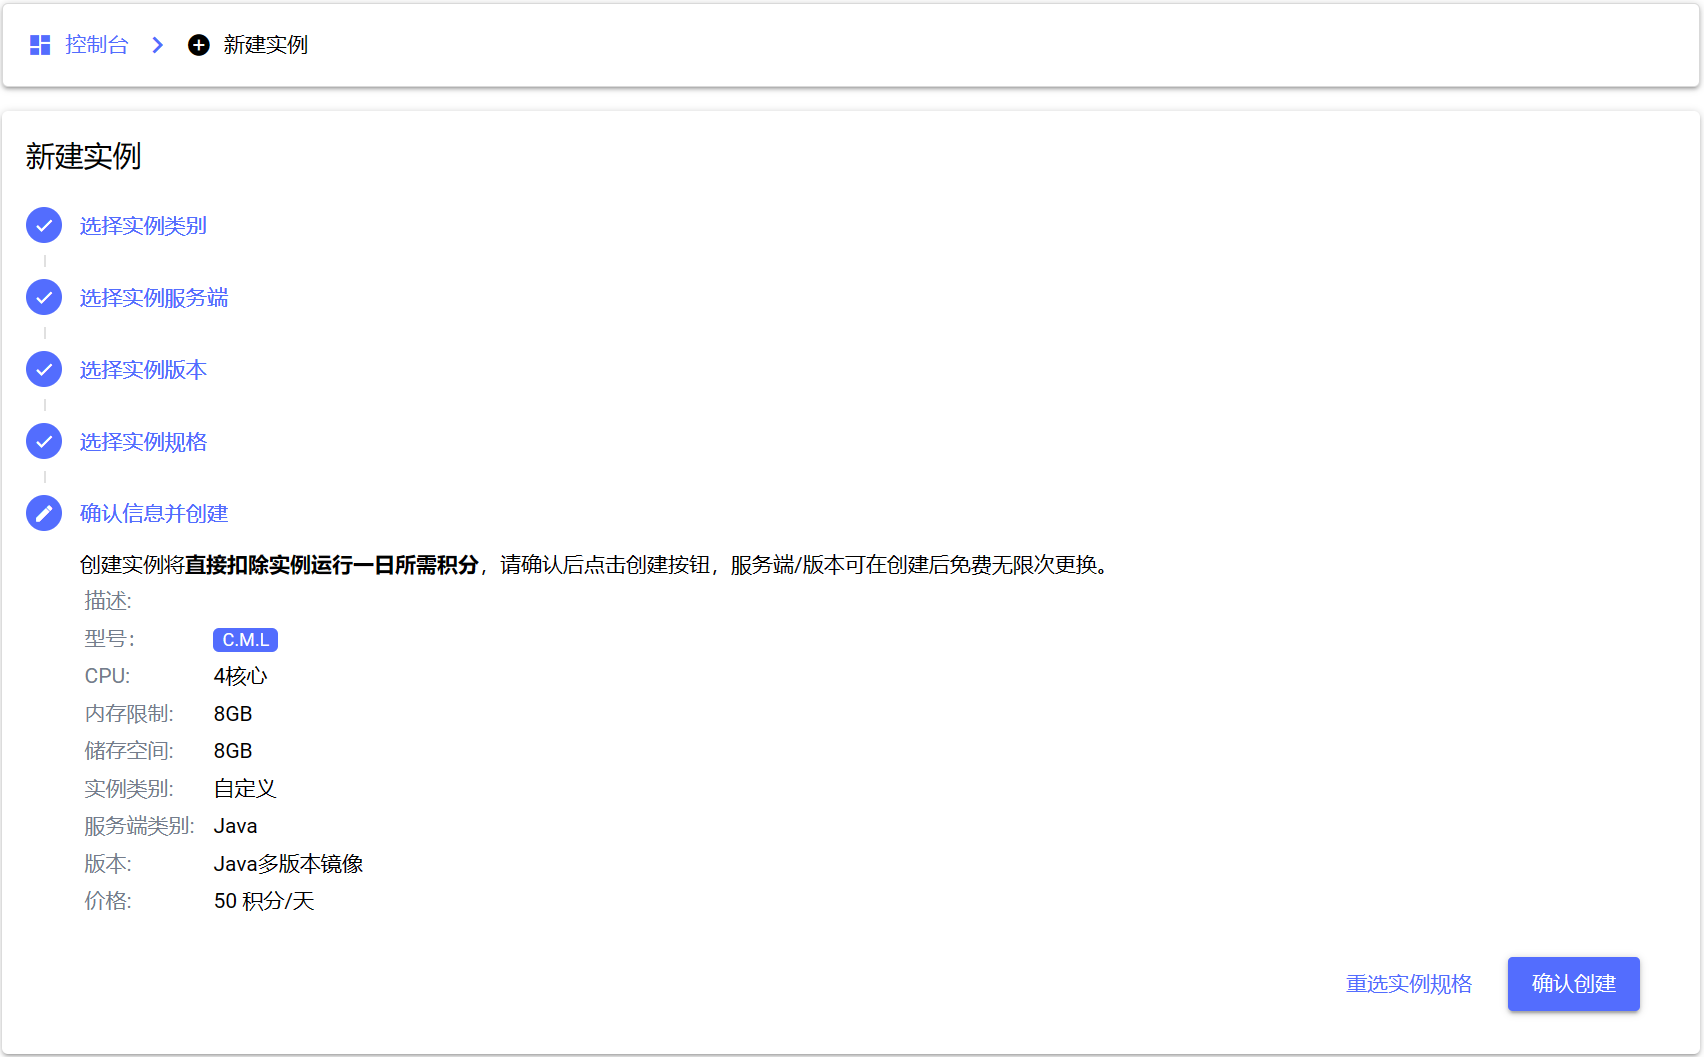 控制台 新建实例
新建实例
选择实例类别
选择实例服务端
选择实例版本
选择实例规格
确认信息并创建
创建实例将直接扣除实例运行一日所需积分，请确认后点击创建按钮，服务端/版本可在创建后免费无限次更换。
描述:
型号: C.M.L
CPU: 4核心
内存限制: 8GB
储存空间: 8GB
实例类别: 自定义
服务端类别: Java
版本: Java多版本镜像
价格: 50 积分/天
重选实例规格 确认创建